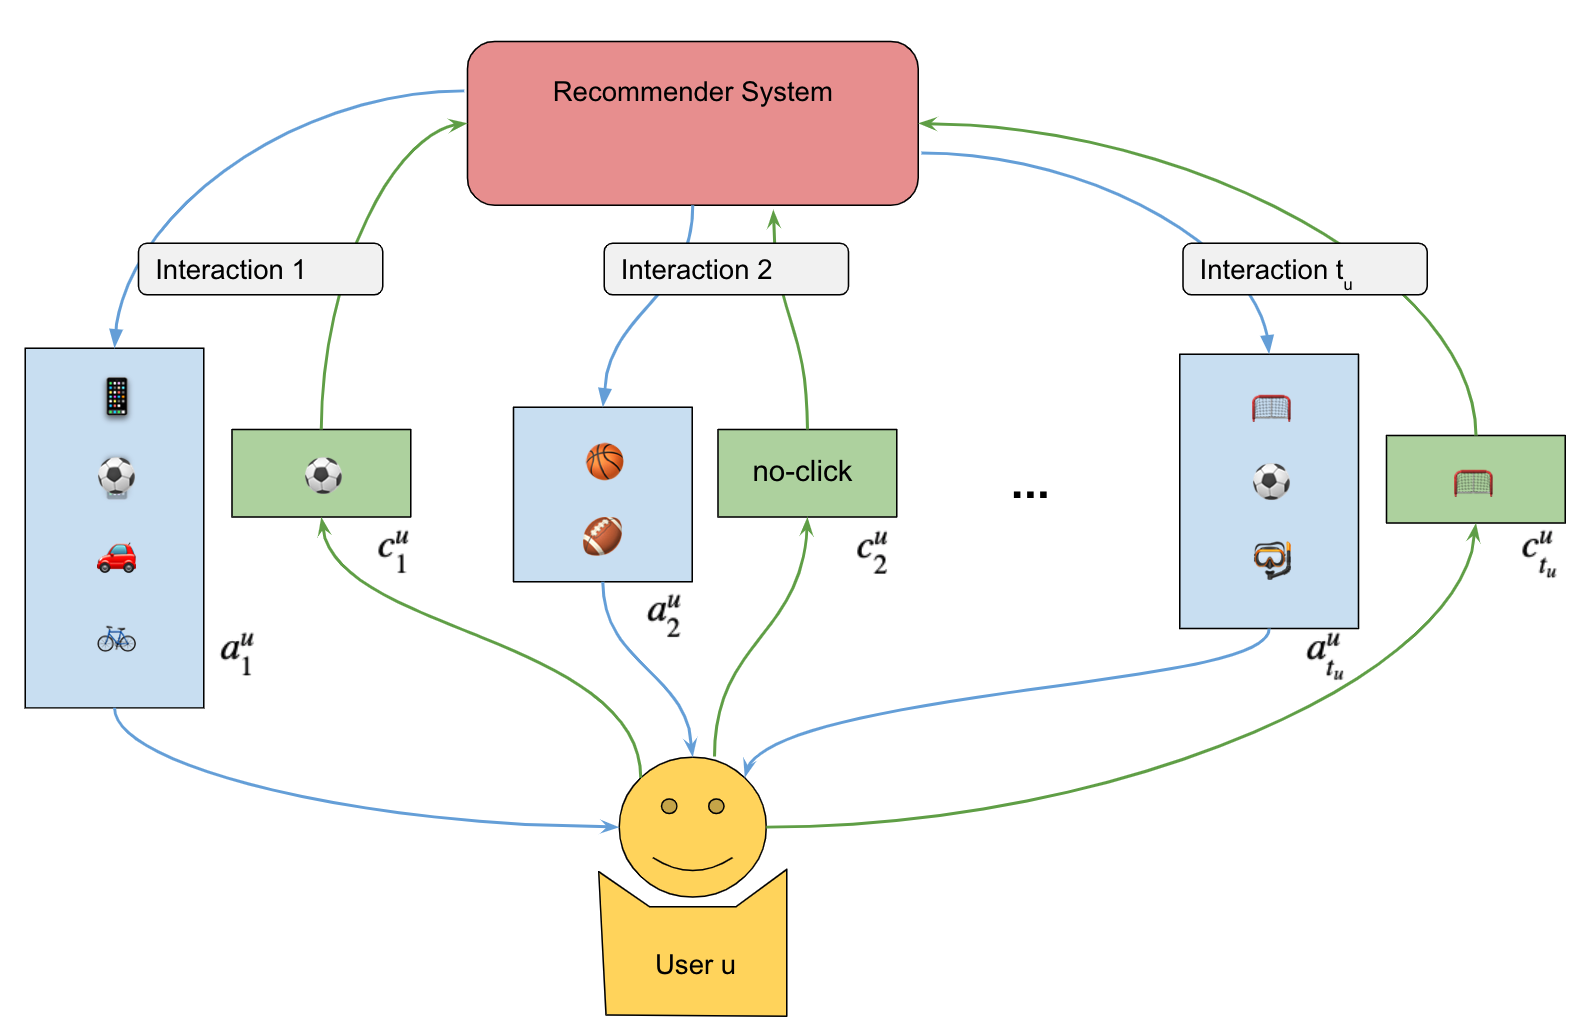 Recommender System
Interaction 1
Interaction 2
Interaction t_u
no-click
...
c_1^u
c_2^u
c_{t_u}^u
a_1^u
a_2^u
a_{t_u}^u
User u